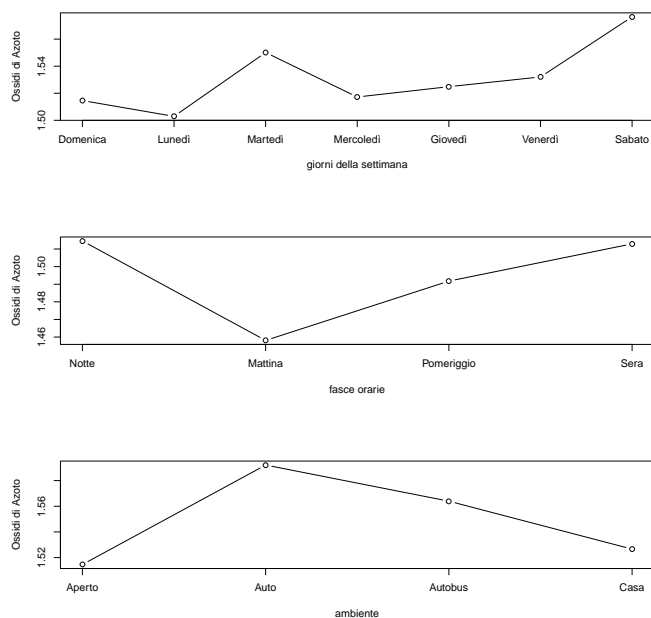 Ossidi di Azoto
1.50 1.54
Domenica Lunedì Martedì Mercoledì Giovedì Venerdì Sabato
giorni della settimana
Ossidi di Azoto
1.46 1.48 1.50
Notte Mattina Pomeriggio Sera
fasce orarie
Ossidi di Azoto
1.52 1.56
Aperto Auto Autobus Casa
ambiente